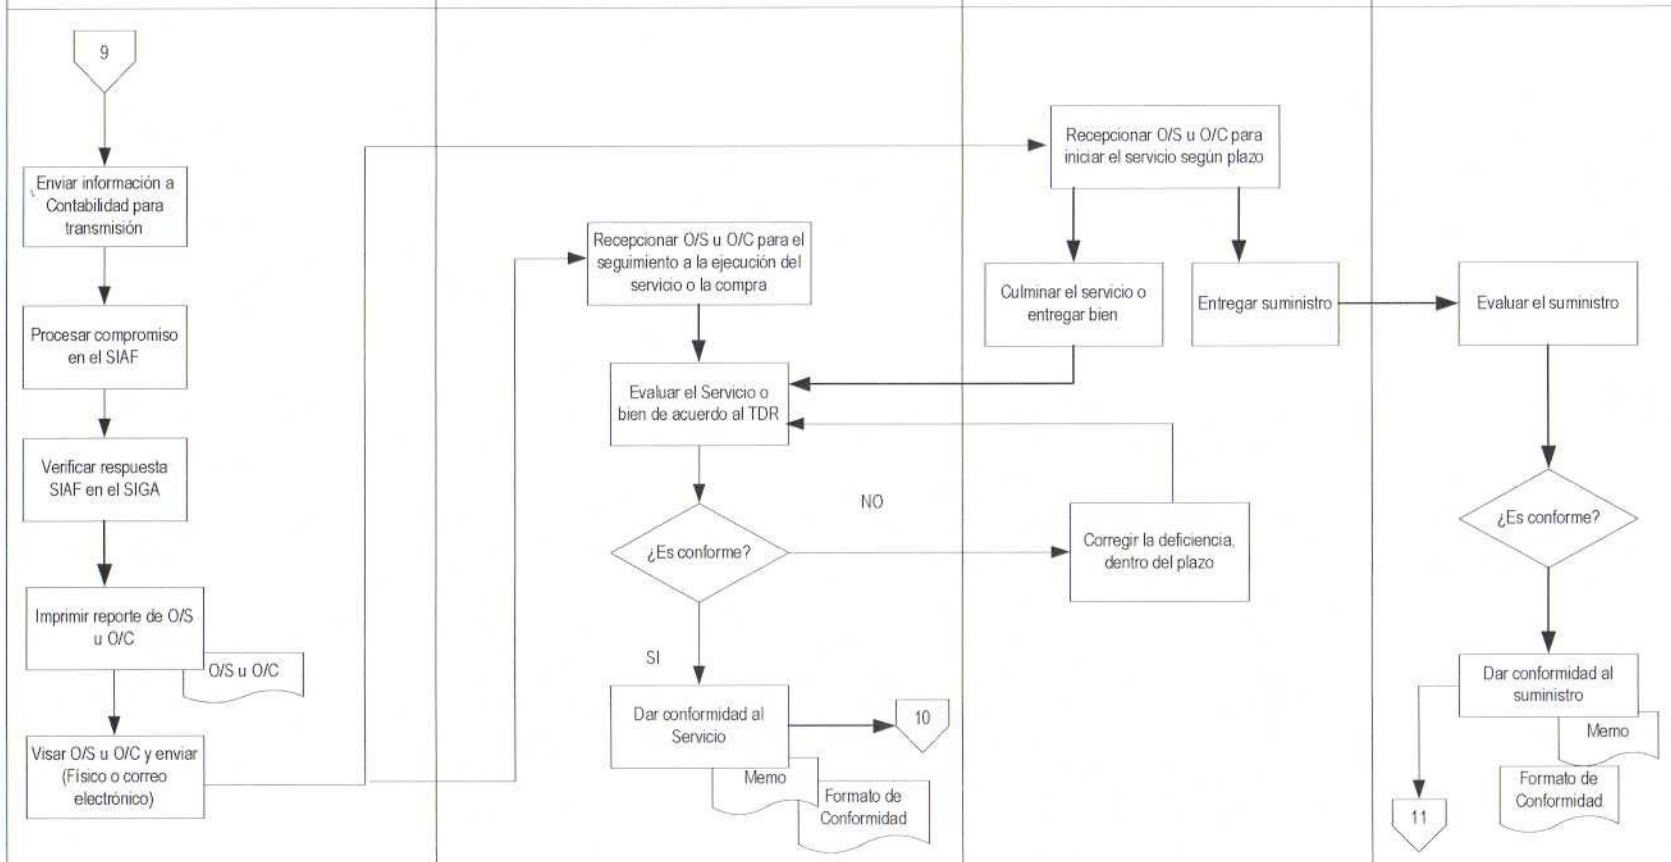 9
Enviar información a
Contabilidad para
transmisión
Procesar compromiso
en el SIAF
Verificar respuesta
SIAF en el SIGA
Imprimir reporte de O/S
u O/C
O/S u O/C
Visar O/S u O/C y enviar
(Físico o correo
electrónico)
Recepcionar O/S u O/C para el
seguimiento a la ejecución del
servicio o la compra
Evaluar el Servicio o
bien de acuerdo al TDR
¿Es conforme?
NO
SI
Dar conformidad al
Servicio
10
Memo
Formato de
Conformidad
Recepcionar O/S u O/C para
iniciar el servicio según plazo
Culminar el servicio o
entregar bien
Entregar suministro
Corregir la deficiencia,
dentro del plazo
Evaluar el suministro
¿Es conforme?
Dar conformidad al
suministro
Memo
Formato de
Conformidad
11